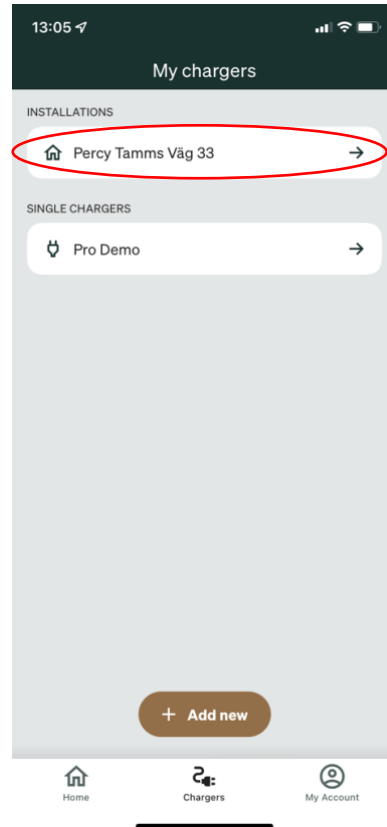 13:05
My chargers
INSTALLATIONS
Percy Tamms Väg 33
SINGLE CHARGERS
Pro Demo
+ Add new
Home Chargers My Account